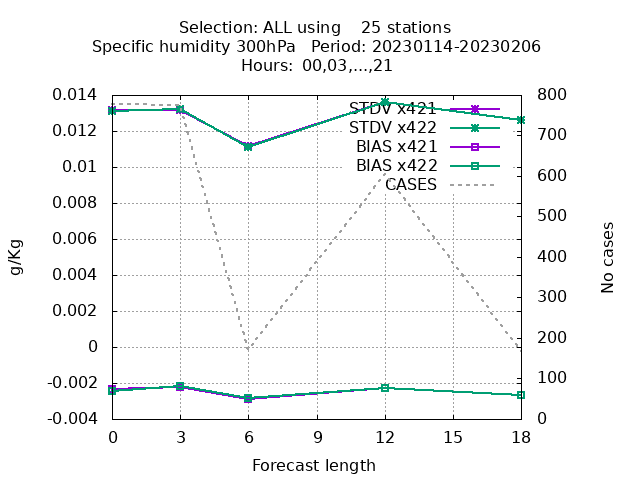 Selection: ALL using    25 stations
Specific humidity 300hPa   Period: 20230114-20230206
Hours:  00,03,...,21
0.014
0.012
0.01
0.008
0.006
0.004
0.002
0
-0.002
-0.004
g/Kg
STDV x421
STDV x422
BIAS x421
BIAS x422
CASES
800
700
600
500
400
300
200
100
0
No cases
0 3 6 9 12 15 18
Forecast length